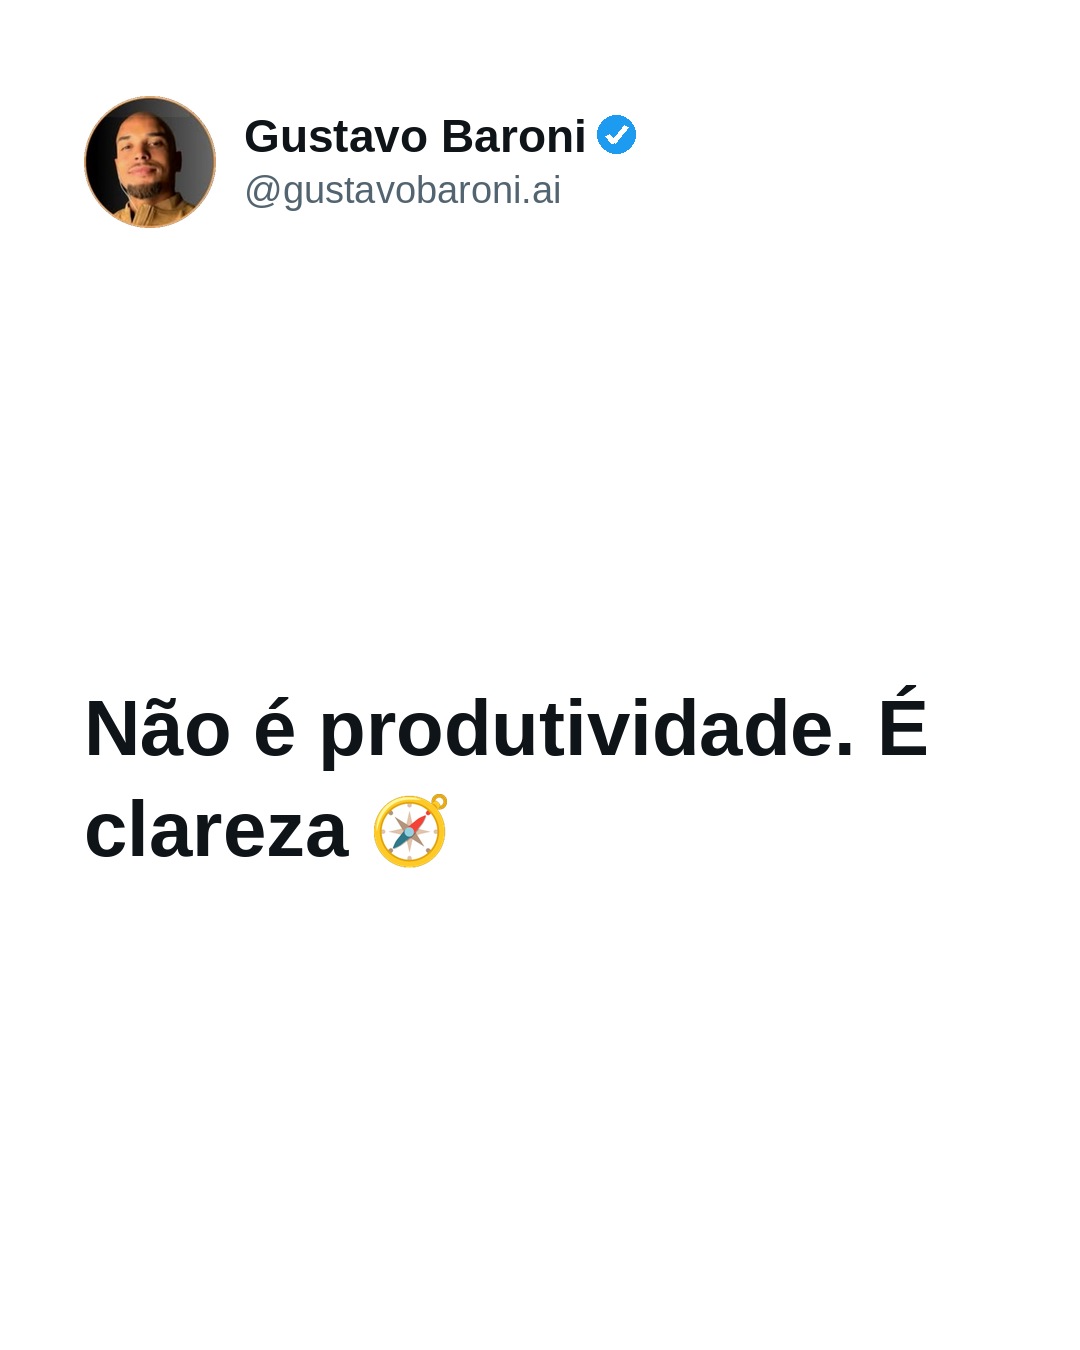 Gustavo Baroni
@gustavobaroni.ai
Não é produtividade. É
clareza 🧭